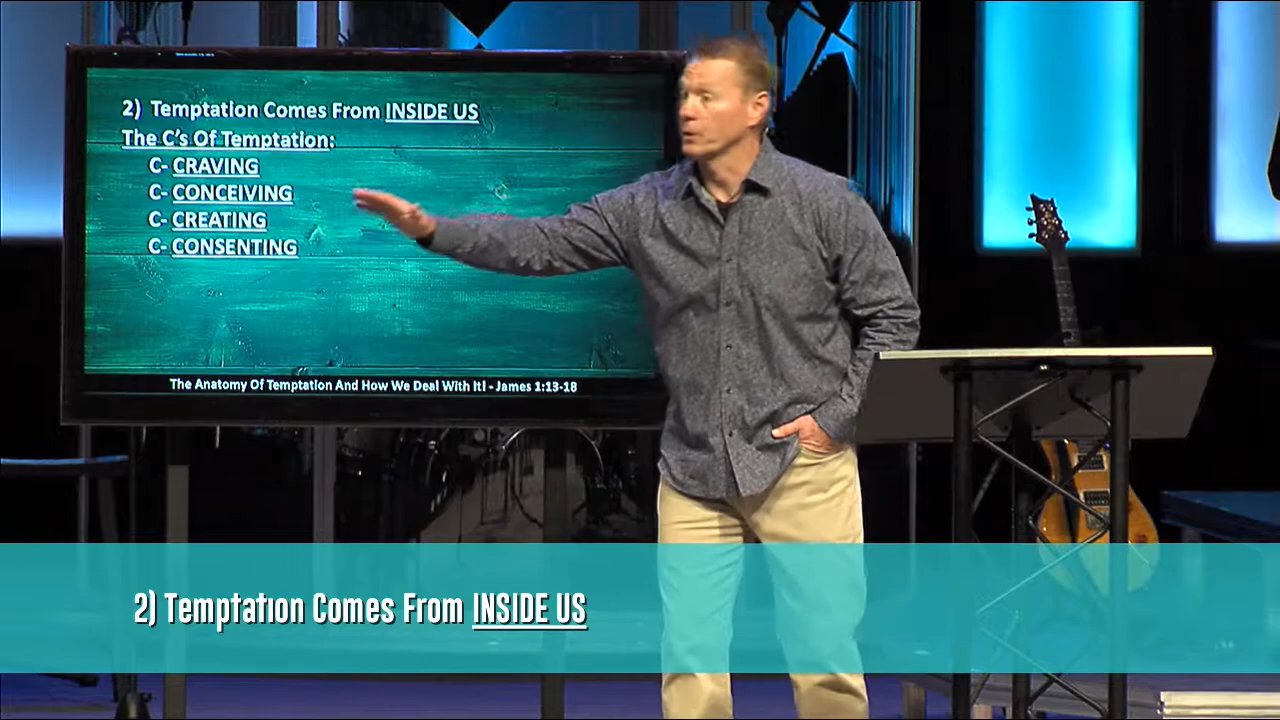 2) Temptation Comes From INSIDE US
The C's Of Temptation:
C- CRAVING
C- CONCEIVING
C- CREATING
C- CONSENTING
The Anatomy Of Temptation And How We Deal With It! - James 1:13-18
2) Temptation Comes From INSIDE US